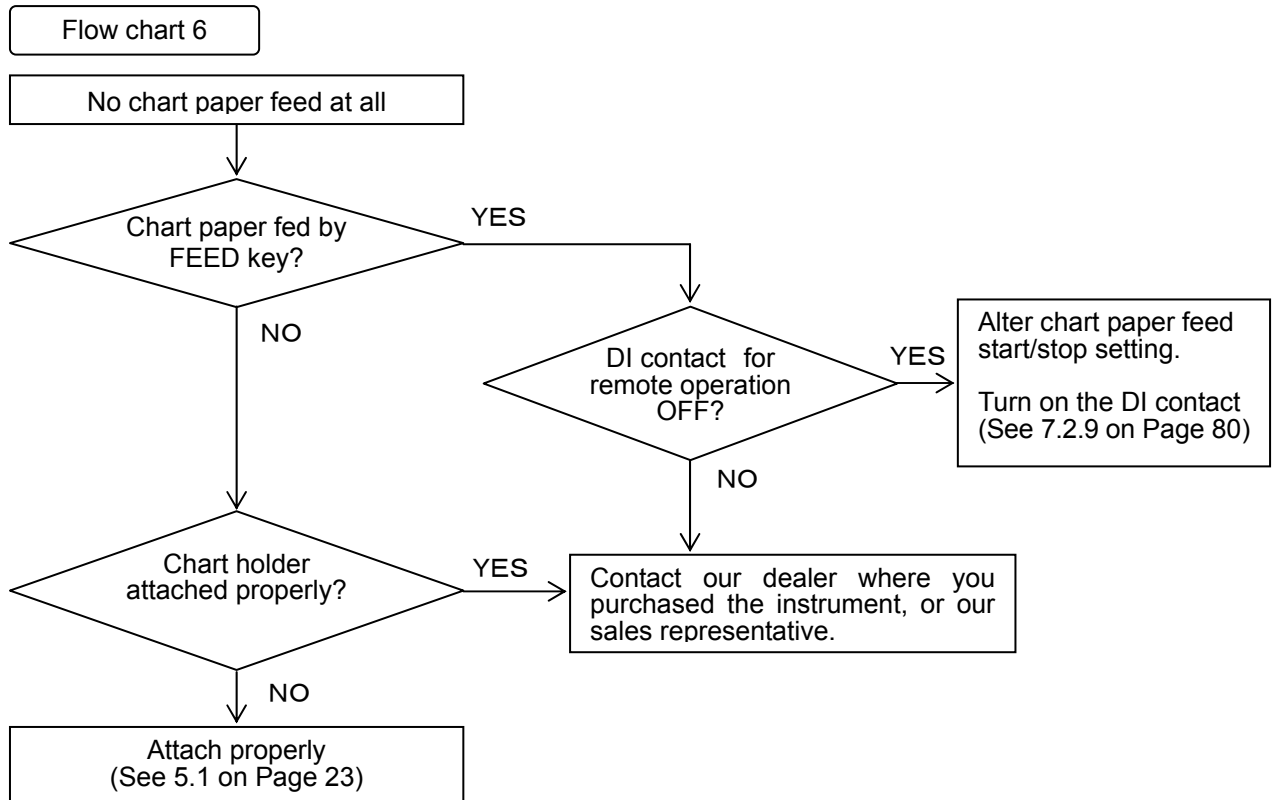 Flow chart 6
No chart paper feed at all
Chart paper fed by
FEED key?
YES
NO
DI contact for
remote operation
OFF?
YES
Alter chart paper feed
start/stop setting.
Turn on the DI contact
(See 7.2.9 on Page 80)
NO
Chart holder
attached properly?
YES
Contact our dealer where you
purchased the instrument, or our
sales representative.
NO
Attach properly
(See 5.1 on Page 23)